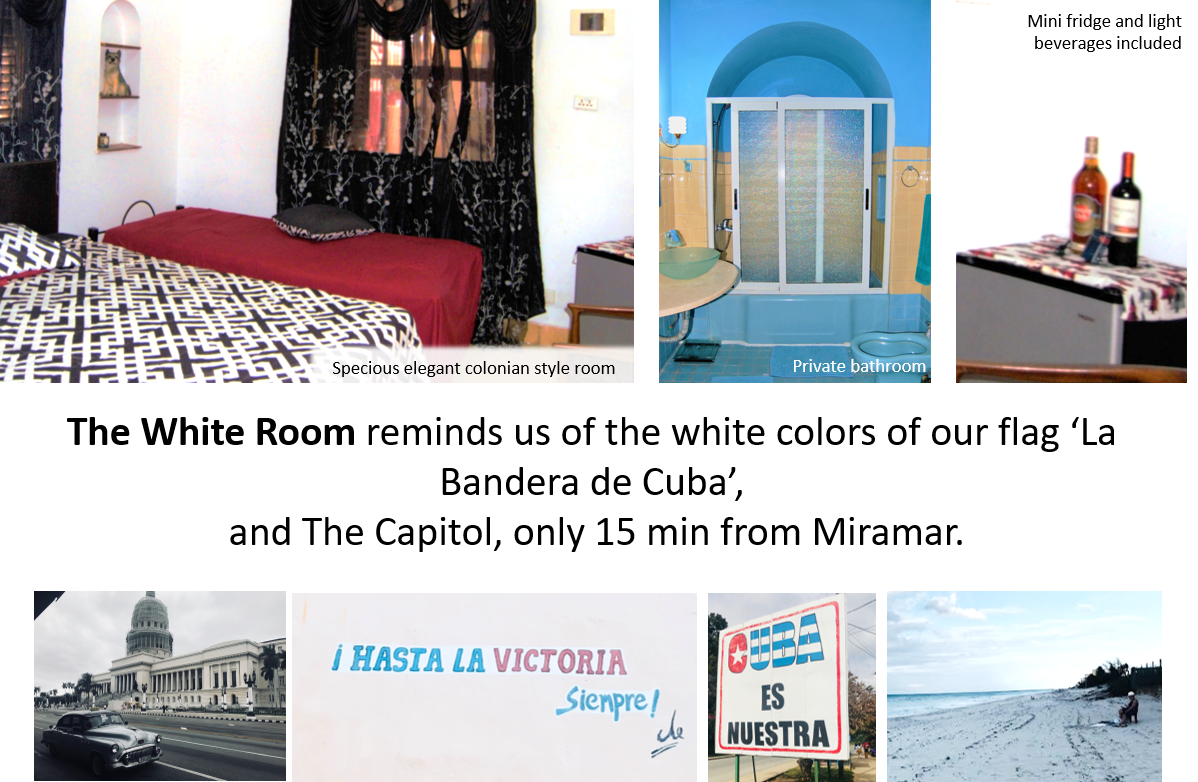 Mini fridge and light
beverages included
Specious elegant colonian style room
Private bathroom
The White Room reminds us of the white colors of our flag ‘La
Bandera de Cuba’,
and The Capitol, only 15 min from Miramar.
¡ HASTA LA VICTORIA
Siempre!
CUBA
ES
NUESTRA